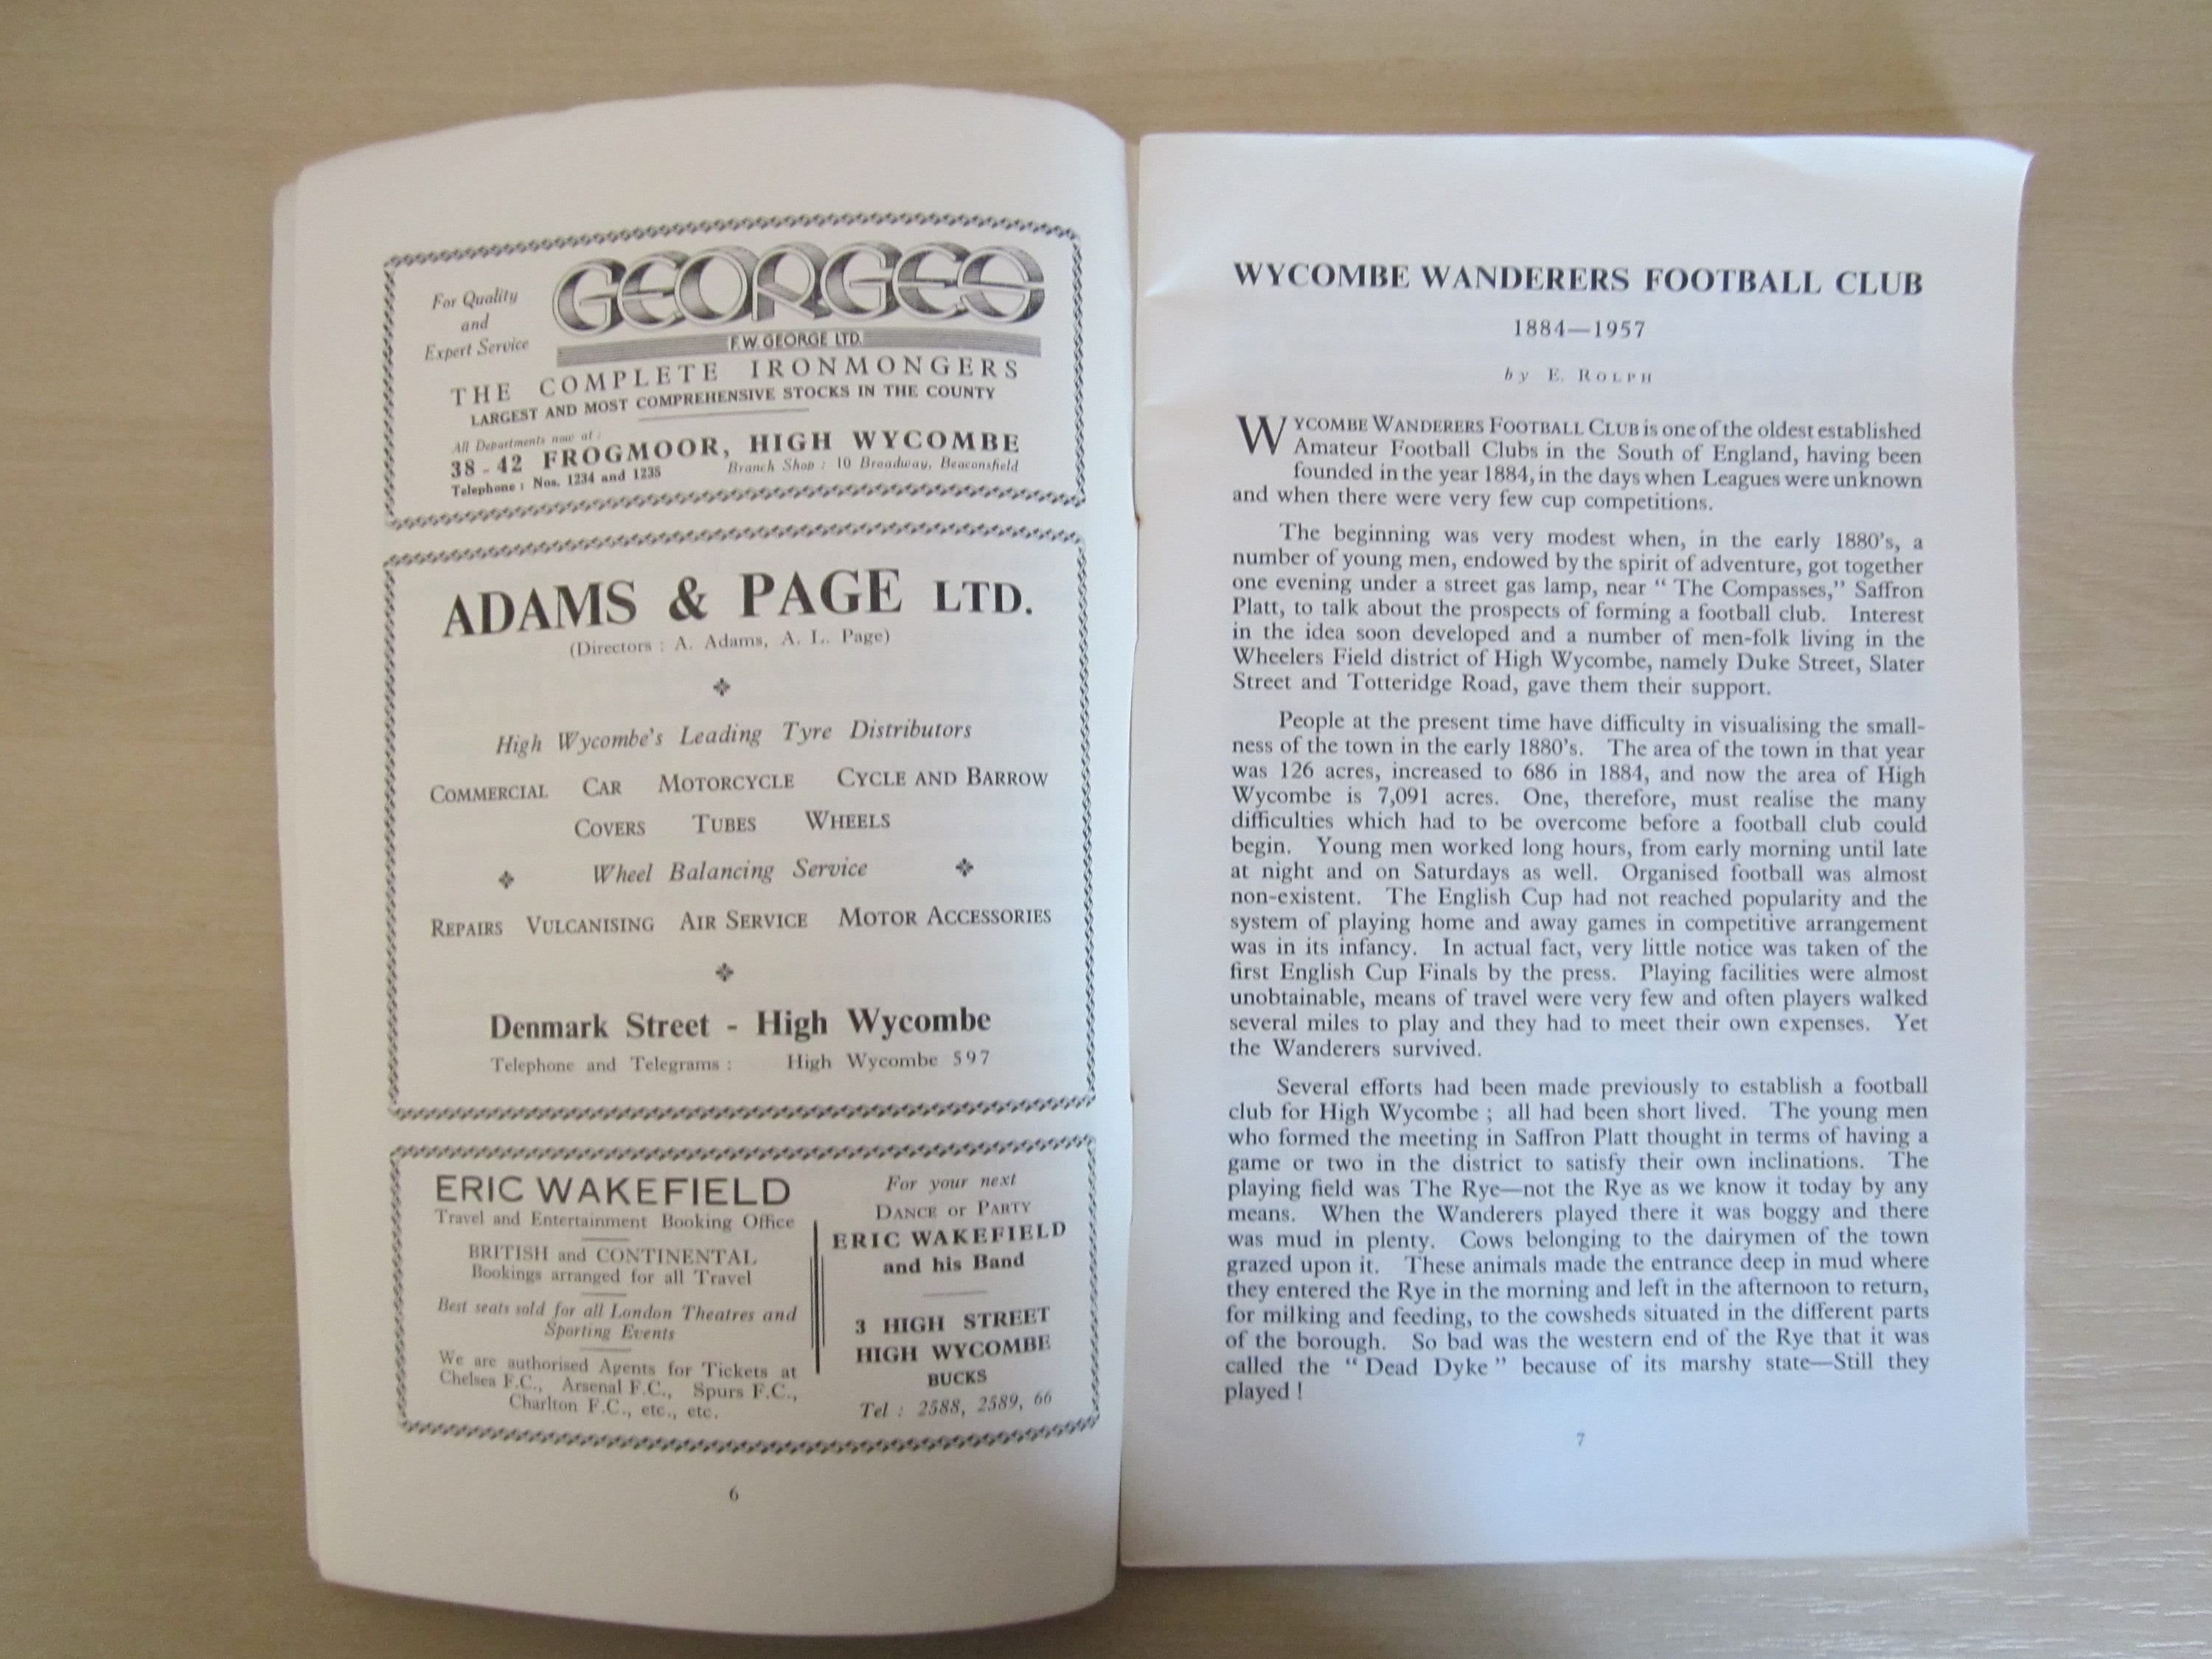 For Quality
and
Expert Service
GEORGES
F.W. GEORGE LTD.
THE COMPLETE IRONMONGERS
LARGEST AND MOST COMPREHENSIVE STOCKS IN THE COUNTY
All Departments now at :
38 - 42 FROGMOOR, HIGH WYCOMBE
Telephone : Nos. 1234 and 1235
Branch Shop : 10 Broadway, Beaconsfield
ADAMS & PAGE LTD.
(Directors : A. Adams, A. L. Page)
High Wycombe's Leading Tyre Distributors
COMMERCIAL CAR MOTORCYCLE CYCLE AND BARROW
COVERS TUBES WHEELS
Wheel Balancing Service
REPAIRS VULCANISING AIR SERVICE MOTOR ACCESSORIES
Denmark Street - High Wycombe
Telephone and Telegrams : High Wycombe 597
ERIC WAKEFIELD
Travel and Entertainment Booking Office
BRITISH and CONTINENTAL
Bookings arranged for all Travel
Best seats sold for all London Theatres and
Sporting Events
We are authorised Agents for Tickets at
Chelsea F.C., Arsenal F.C., Spurs F.C.,
Charlton F.C., etc., etc.
For your next
DANCE or PARTY
ERIC WAKEFIELD
and his Band
3 HIGH STREET
HIGH WYCOMBE
BUCKS
Tel : 2588, 2589, 66
6
WYCOMBE WANDERERS FOOTBALL CLUB
1884—1957
by E. ROLPH
WYCOMBE WANDERERS FOOTBALL CLUB is one of the oldest established
Amateur Football Clubs in the South of England, having been
founded in the year 1884, in the days when Leagues were unknown
and when there were very few cup competitions.
The beginning was very modest when, in the early 1880's, a
number of young men, endowed by the spirit of adventure, got together
one evening under a street gas lamp, near " The Compasses," Saffron
Platt, to talk about the prospects of forming a football club. Interest
in the idea soon developed and a number of men-folk living in the
Wheelers Field district of High Wycombe, namely Duke Street, Slater
Street and Totteridge Road, gave them their support.
People at the present time have difficulty in visualising the small-
ness of the town in the early 1880's. The area of the town in that year
was 126 acres, increased to 686 in 1884, and now the area of High
Wycombe is 7,091 acres. One, therefore, must realise the many
difficulties which had to be overcome before a football club could
begin. Young men worked long hours, from early morning until late
at night and on Saturdays as well. Organised football was almost
non-existent. The English Cup had not reached popularity and the
system of playing home and away games in competitive arrangement
was in its infancy. In actual fact, very little notice was taken of the
first English Cup Finals by the press. Playing facilities were almost
unobtainable, means of travel were very few and often players walked
several miles to play and they had to meet their own expenses. Yet
the Wanderers survived.
Several efforts had been made previously to establish a football
club for High Wycombe ; all had been short lived. The young men
who formed the meeting in Saffron Platt thought in terms of having a
game or two in the district to satisfy their own inclinations. The
playing field was The Rye—not the Rye as we know it today by any
means. When the Wanderers played there it was boggy and there
was mud in plenty. Cows belonging to the dairymen of the town
grazed upon it. These animals made the entrance deep in mud where
they entered the Rye in the morning and left in the afternoon to return,
for milking and feeding, to the cowsheds situated in the different parts
of the borough. So bad was the western end of the Rye that it was
called the " Dead Dyke " because of its marshy state—Still they
played !
7